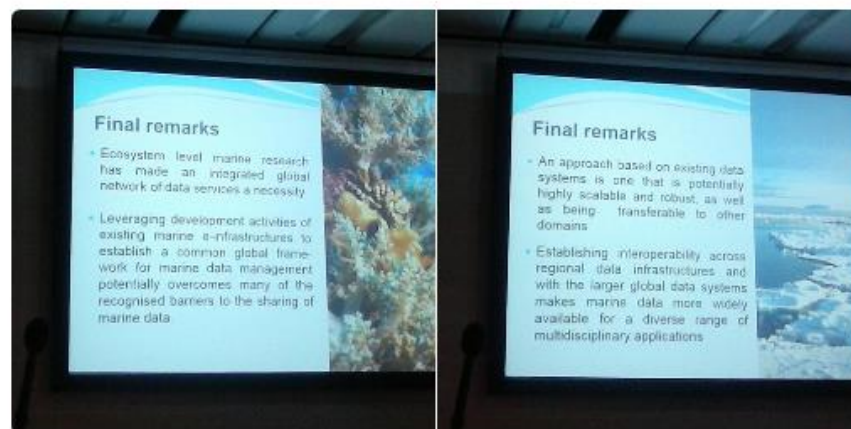 Final remarks
Ecosystem level marine research
has made an integrated global
network of data services a necessity
Leveraging development activities of
existing marine e-infrastructures to
establish a common global frame-
work for marine data management
potentially overcomes many of the
recognised barriers to the sharing of
marine data
Final remarks
An approach based on existing data
systems is one that is potentially
highly scalable and robust, as well
as being transferable to other
domains
Establishing interoperability across
regional data infrastructures and
with the larger global data systems
makes marine data more widely
available for a diverse range of
multidisciplinary applications